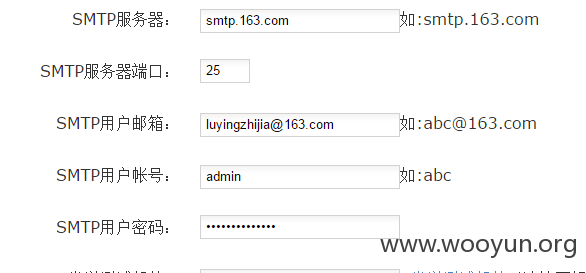 SMTP服务器： smtp.163.com 如:smtp.163.com
SMTP服务器端口： 25
SMTP用户邮箱： luyingzhijia@163.com 如:abc@163.com
SMTP用户帐号： admin 如:abc
SMTP用户密码： ••••••••••••••
www.wooyun.org